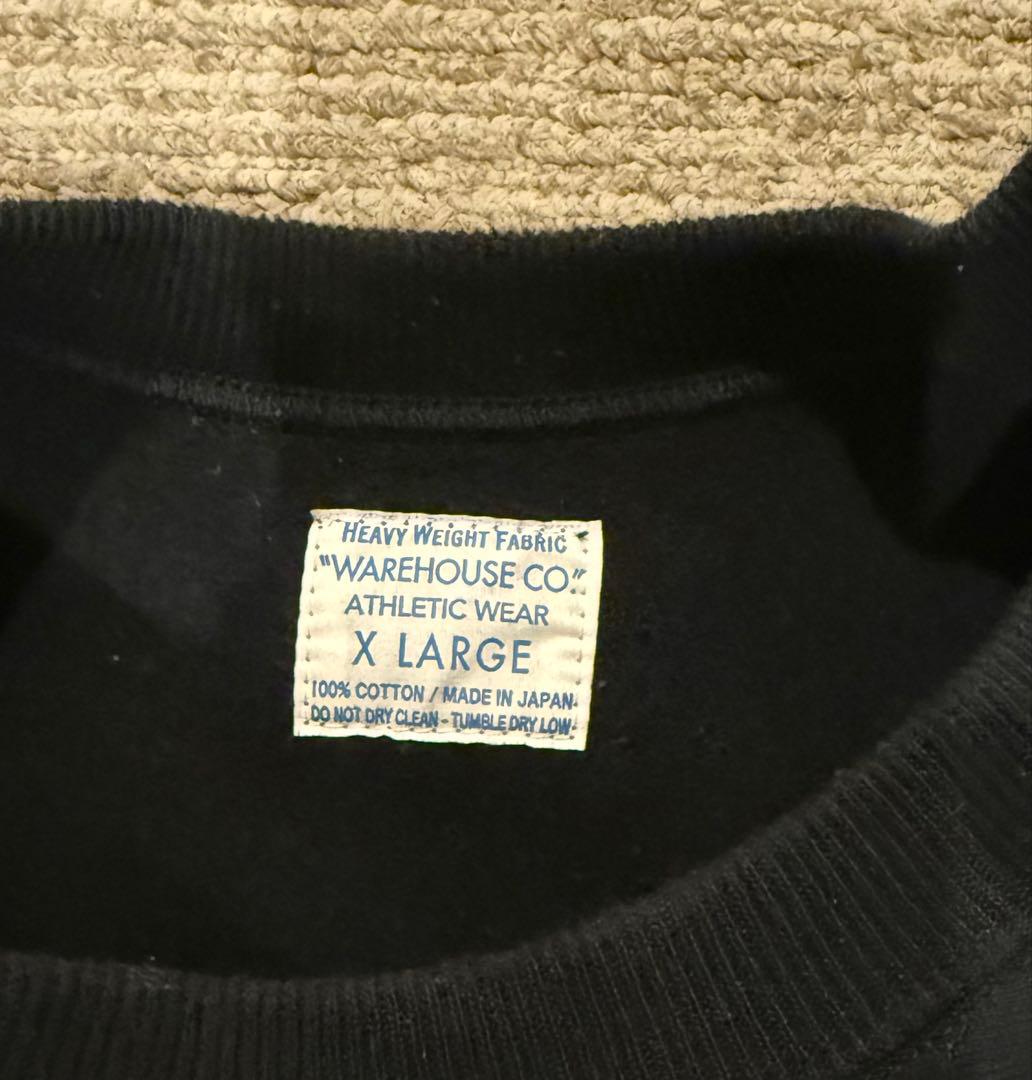 HEAVY WEIGHT FABRIC
"WAREHOUSE CO."
ATHLETIC WEAR
X LARGE
100% COTTON / MADE IN JAPAN
DO NOT DRY CLEAN - TUMBLE DRY LOW